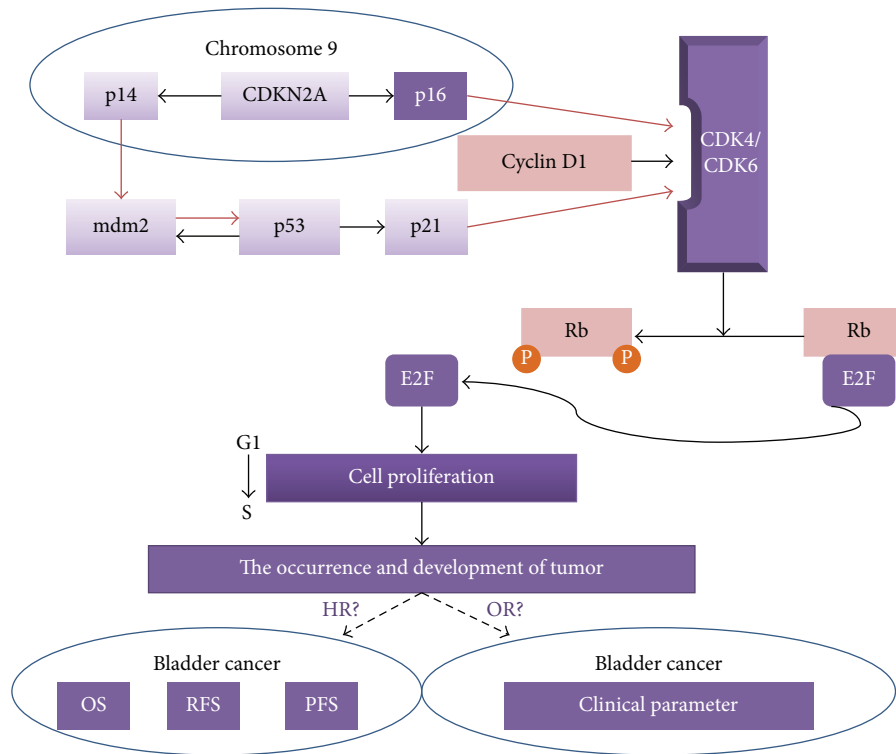 Chromosome 9
p14
CDKN2A
p16
Cyclin D1
CDK4/
CDK6
mdm2
p53
p21
Rb
Rb
P
P
E2F
E2F
G1
Cell proliferation
S
The occurrence and development of tumor
HR?
OR?
Bladder cancer
OS
RFS
PFS
Bladder cancer
Clinical parameter